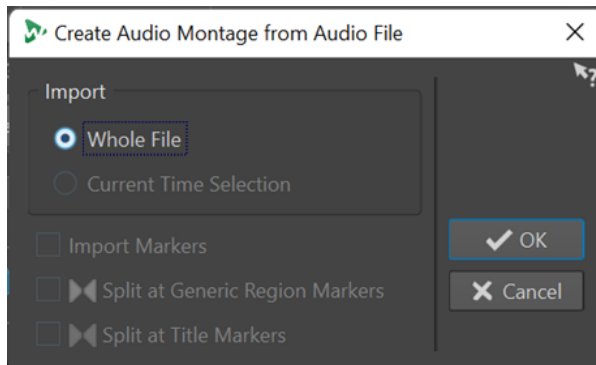 Create Audio Montage from Audio File
Import
Whole File
Current Time Selection
Import Markers
Split at Generic Region Markers
Split at Title Markers
OK
Cancel
?